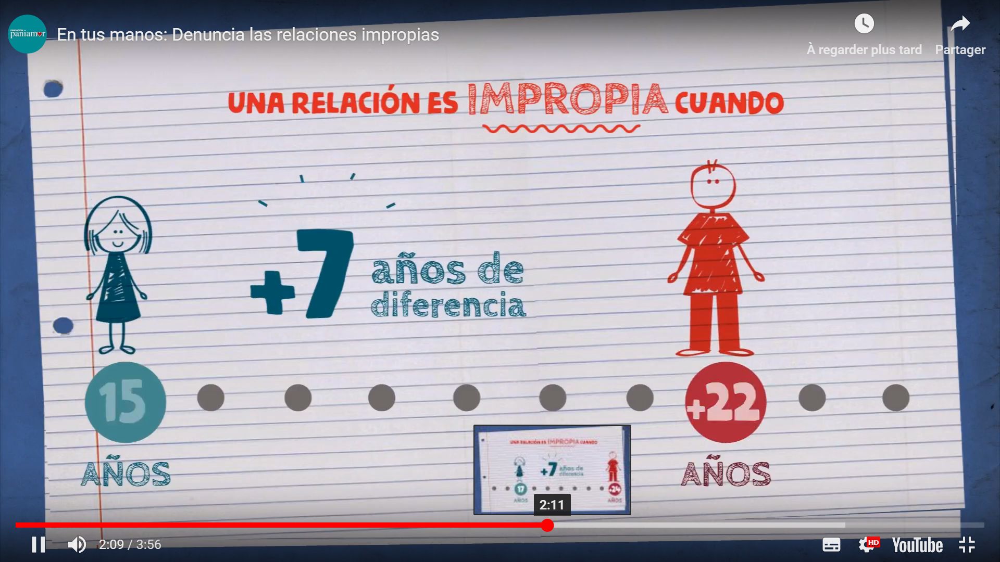 FUNDACIÓN
paniamor
En tus manos: Denuncia las relaciones impropias
À regarder plus tard
Partager
UNA RELACIÓN ES IMPROPIA CUANDO
+7 años de
diferencia
15
+22
AÑOS
AÑOS
UNA RELACIÓN ES IMPROPIA CUANDO
+7 años de
diferencia
17
+24
AÑOS
AÑOS
2:11
2:09 / 3:56
HD
YouTube